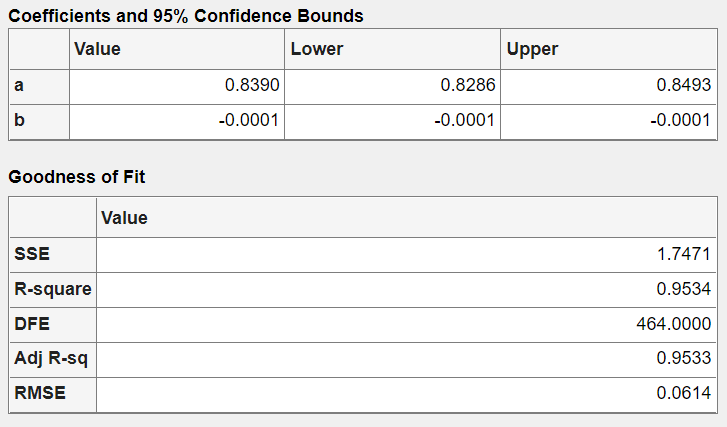 Coefficients and 95% Confidence Bounds
Value Lower Upper
a 0.8390 0.8286 0.8493
b -0.0001 -0.0001 -0.0001
Goodness of Fit
Value
SSE 1.7471
R-square 0.9534
DFE 464.0000
Adj R-sq 0.9533
RMSE 0.0614